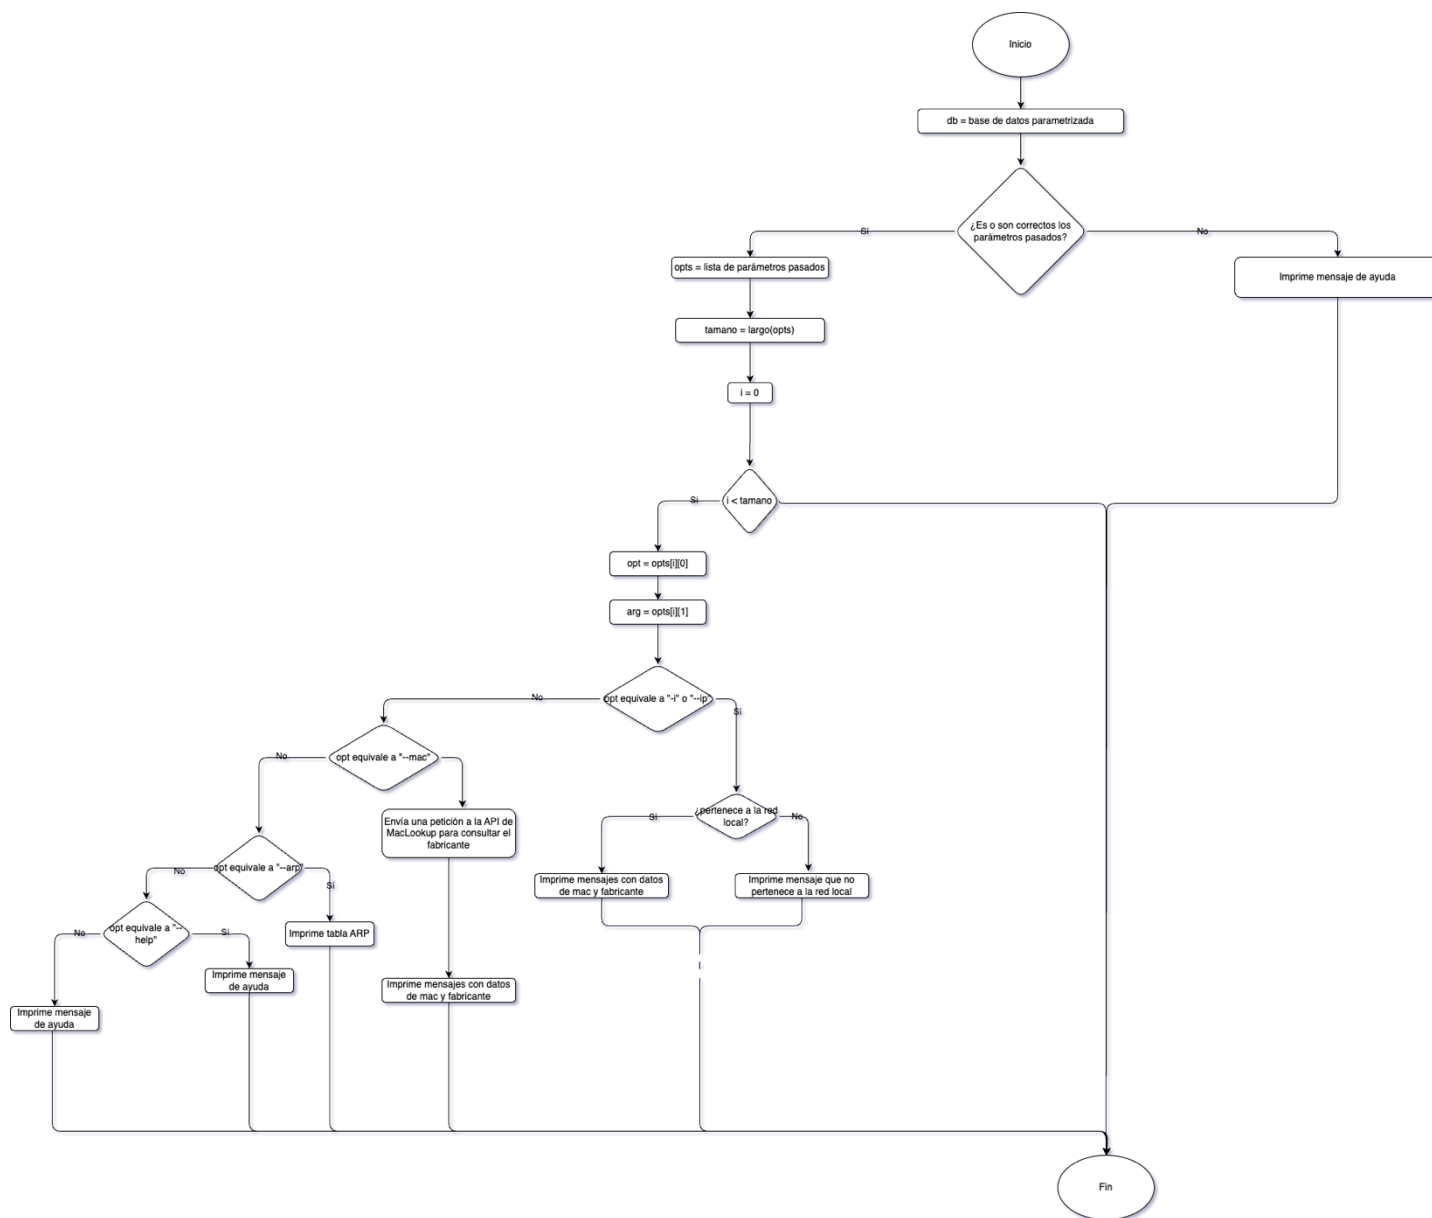 Inicio
db = base de datos parametrizada
¿Es o son correctos los
parámetros pasados?
Sí
No
opts = lista de parámetros pasados
Imprime mensaje de ayuda
tamano = largo(opts)
i = 0
i < tamano
Si
opt = opts[i][0]
arg = opts[i][1]
opt equivale a "-i" o "--ip"
No
Sí
opt equivale a "--mac"
No
¿pertenece a la red
local?
Sí
No
Envia una petición a la API de
MacLookup para consultar el
fabricante
opt equivale a "--arp"
No
Sí
Imprime mensajes con datos
de mac y fabricante
Imprime mensaje que no
pertenece a la red local
opt equivale a "--
help"
No
Sí
Imprime tabla ARP
Imprime mensaje
de ayuda
Imprime mensajes con datos
de mac y fabricante
Imprime mensaje
de ayuda
Fin